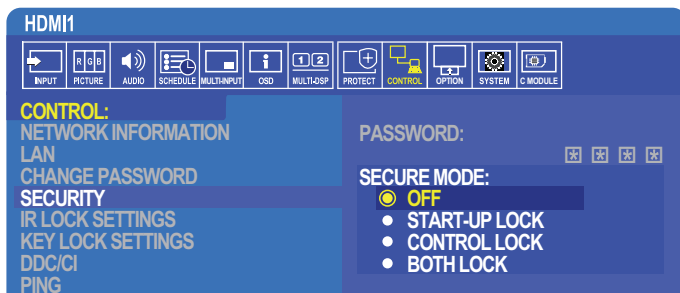 HDMI1
INPUT RGB PICTURE AUDIO SCHEDULE MULTI-INPUT OSD 1 2 MULTI-DSP PROTECT CONTROL OPTION SYSTEM C MODULE
CONTROL:
NETWORK INFORMATION
LAN
CHANGE PASSWORD
SECURITY
IR LOCK SETTINGS
KEY LOCK SETTINGS
DDC/CI
PING
PASSWORD:
* * * *
SECURE MODE:
OFF
START-UP LOCK
CONTROL LOCK
BOTH LOCK